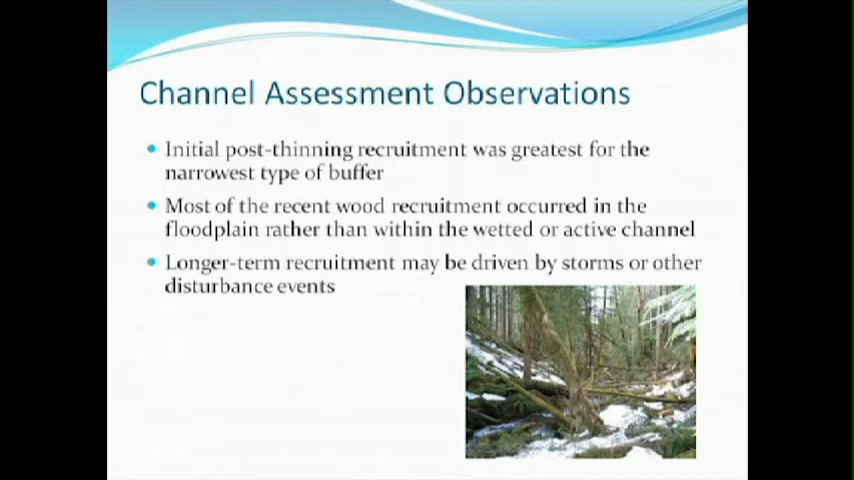 Channel Assessment Observations
Initial post-thinning recruitment was greatest for the
narrowest type of buffer
Most of the recent wood recruitment occurred in the
floodplain rather than within the wetted or active channel
Longer-term recruitment may be driven by storms or other
disturbance events